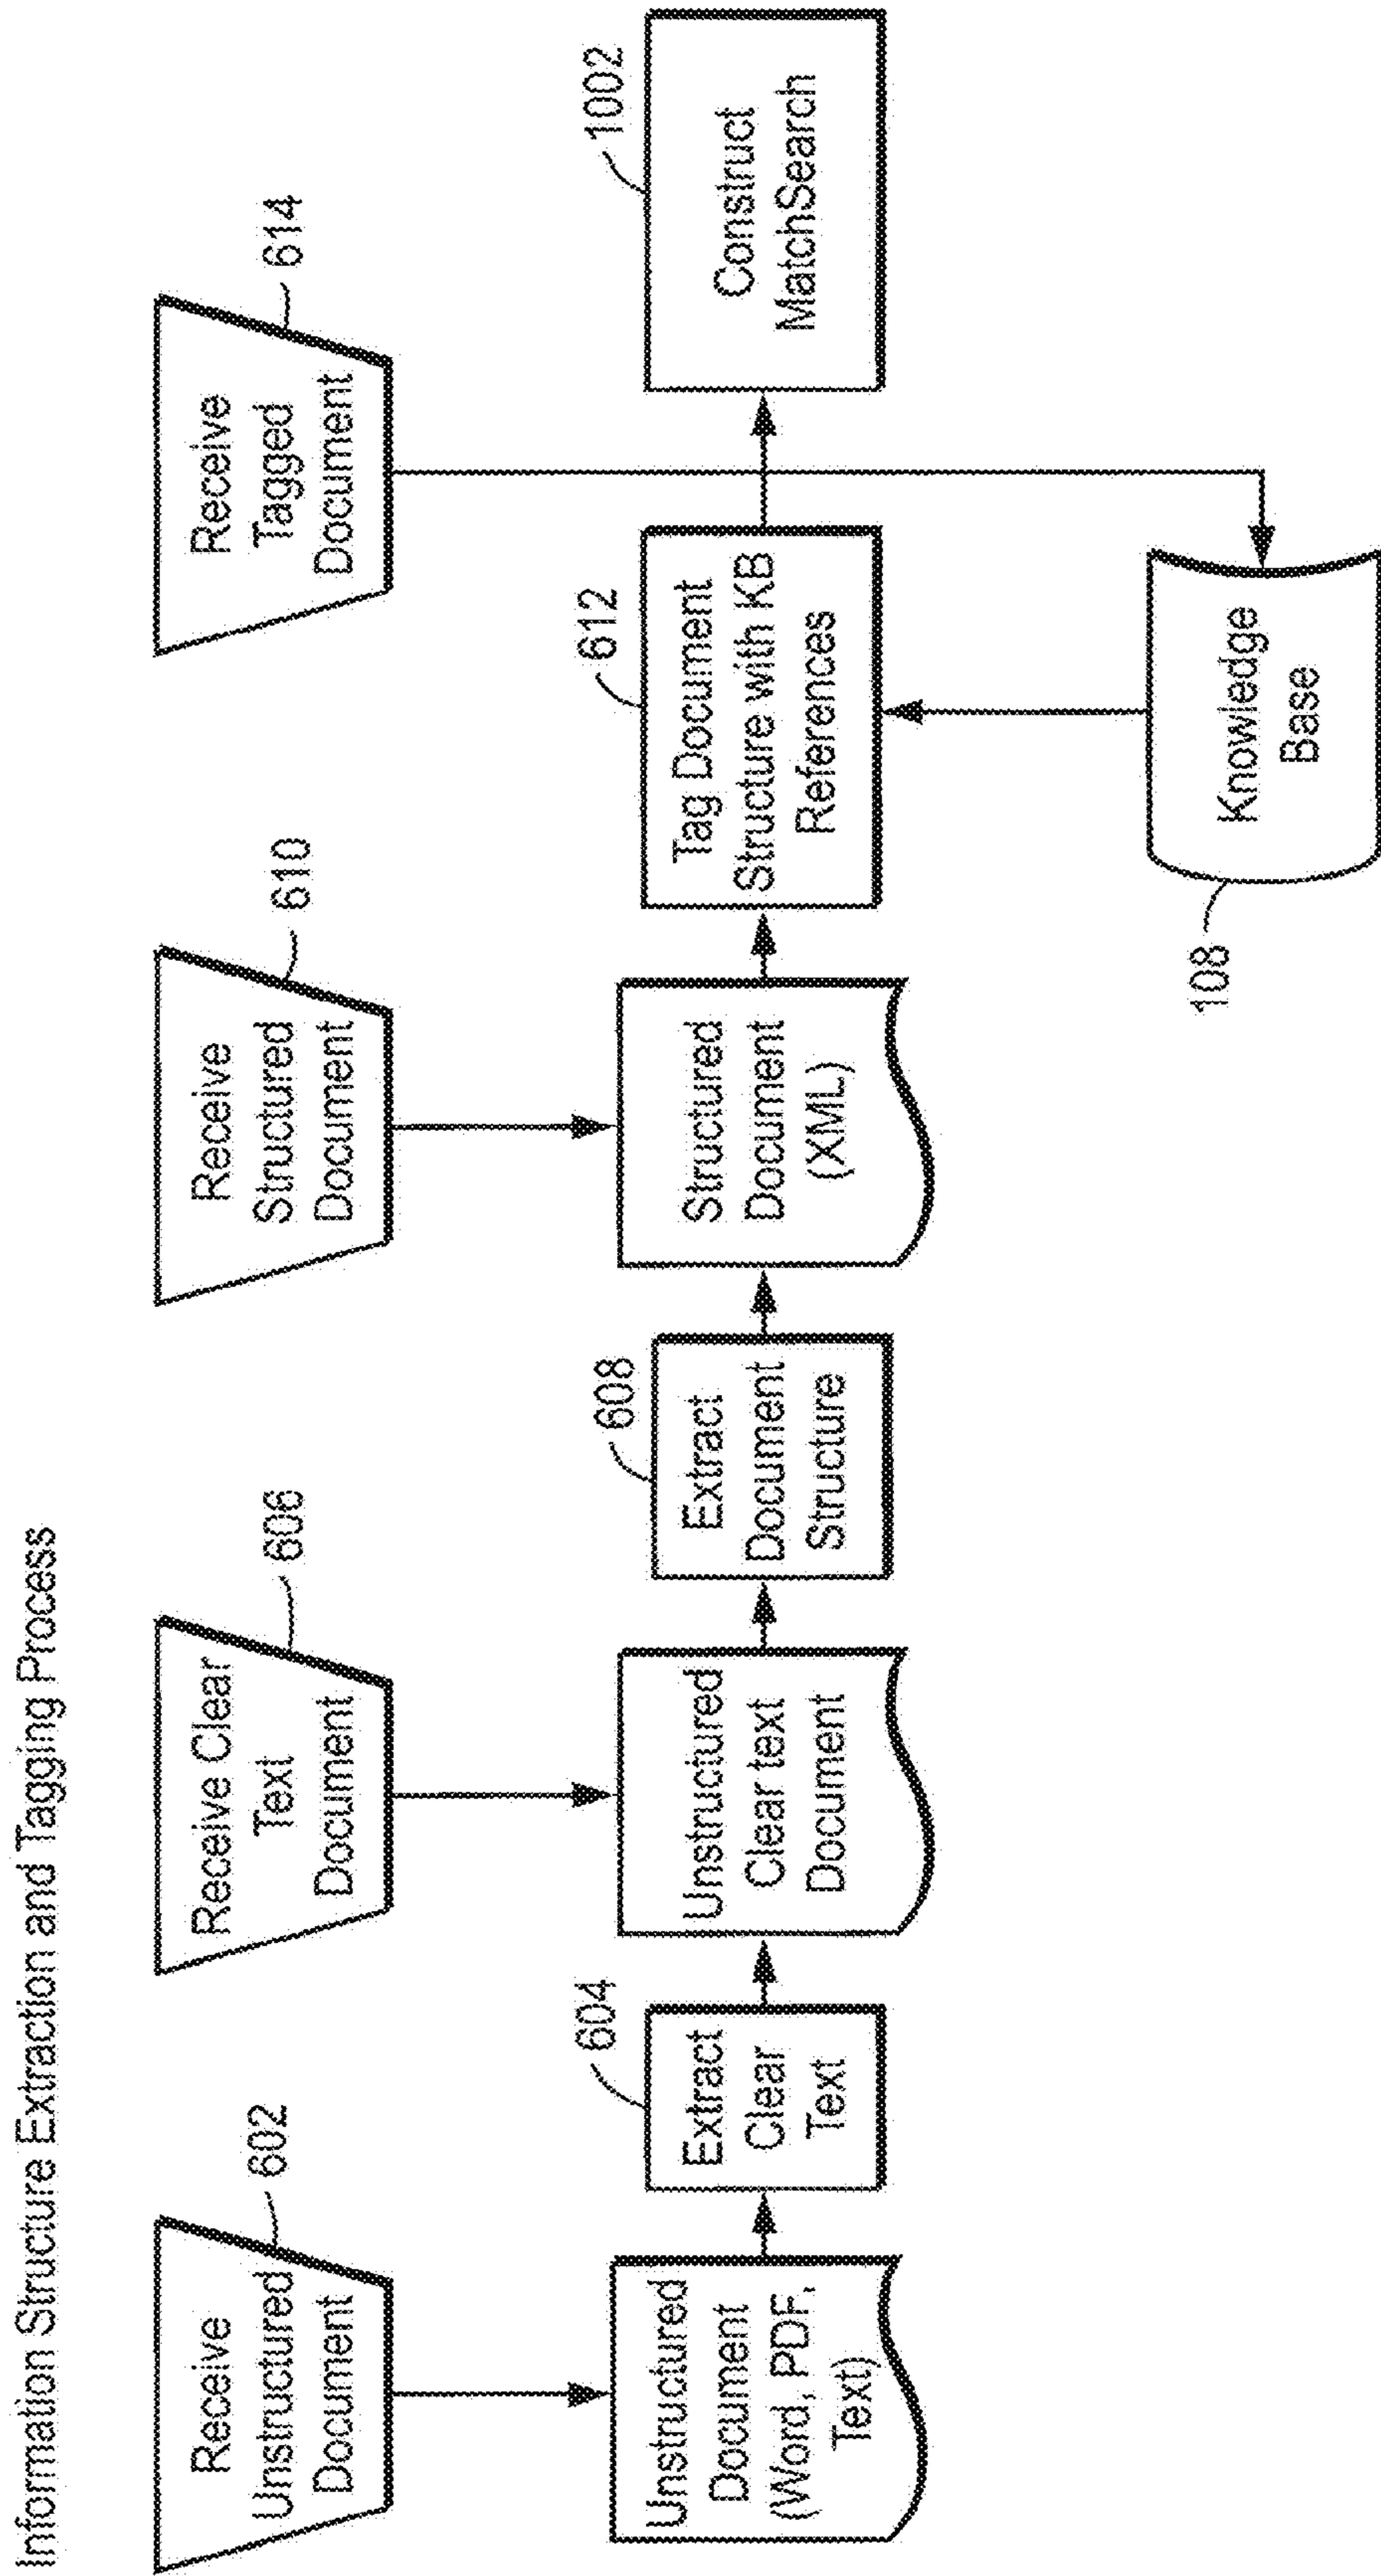 Information Structure Extraction and Tagging Process
Receive
Unstructured
Document
602
Receive Clear
Text
Document
606
Receive
Structured
Document
610
Receive
Tagged
Document
614
Unstructured
Document
(Word, PDF,
Text)
604
Extract
Clear
Text
Unstructured
Clear text
Document
608
Extract
Document
Structure
Structured
Document
(XML)
612
Tag Document
Structure with KB
References
1002
Construct
MatchSearch
108
Knowledge
Base